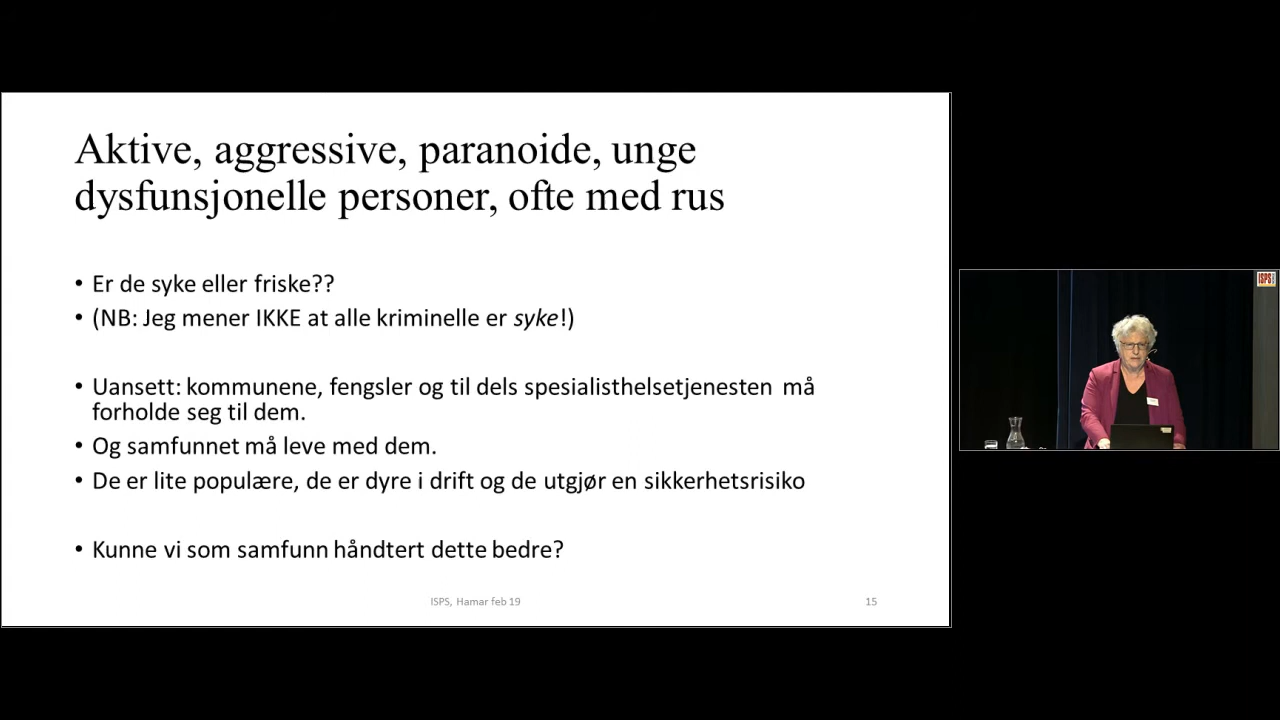 Aktive, aggressive, paranoide, unge
dysfunsjonelle personer, ofte med rus
• Er de syke eller friske??
• (NB: Jeg mener IKKE at alle kriminelle er syke!)
• Uansett: kommunene, fengsler og til dels spesialisthelsetjenesten må
forholde seg til dem.
• Og samfunnet må leve med dem.
• De er lite populære, de er dyre i drift og de utgjør en sikkerhetsrisiko
• Kunne vi som samfunn håndtert dette bedre?
ISPS, Hamar feb 19
15
ISPS